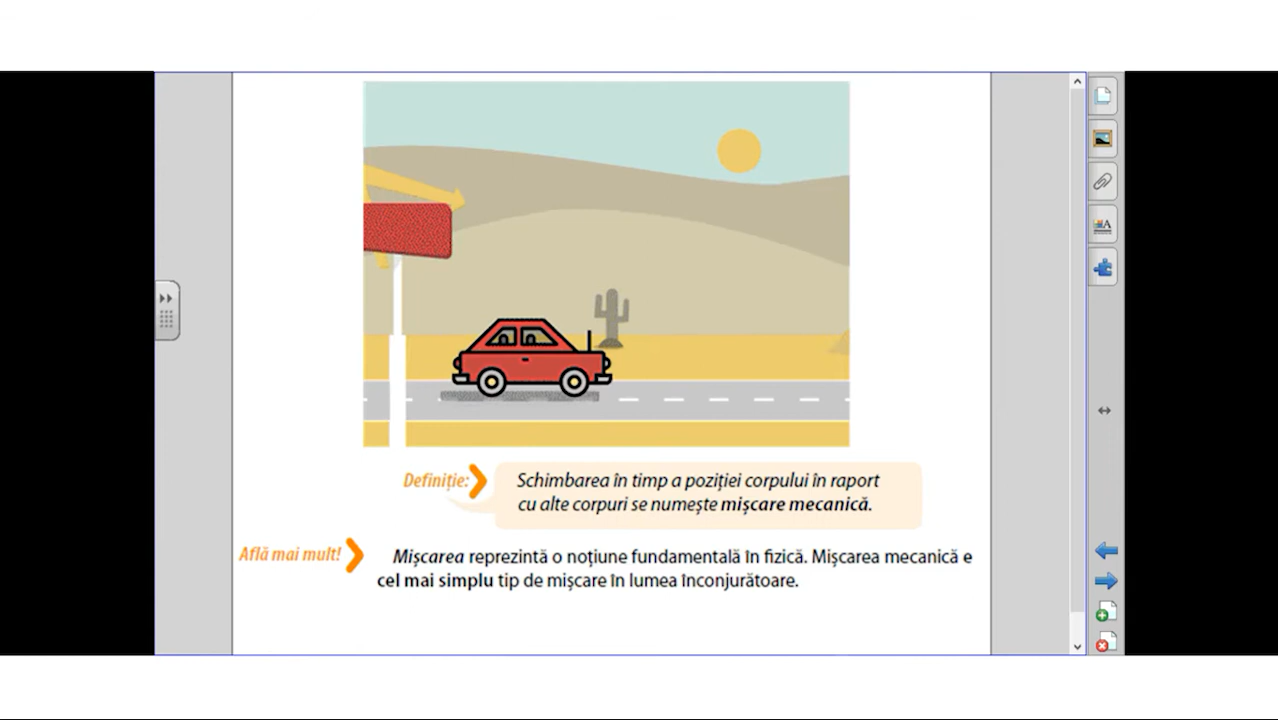 Definiție:
Schimbarea în timp a poziției corpului în raport
cu alte corpuri se numește mișcare mecanică.
Află mai mult!
Mișcarea reprezintă o noțiune fundamentală în fizică. Mișcarea mecanică e
cel mai simplu tip de mișcare în lumea înconjurătoare.